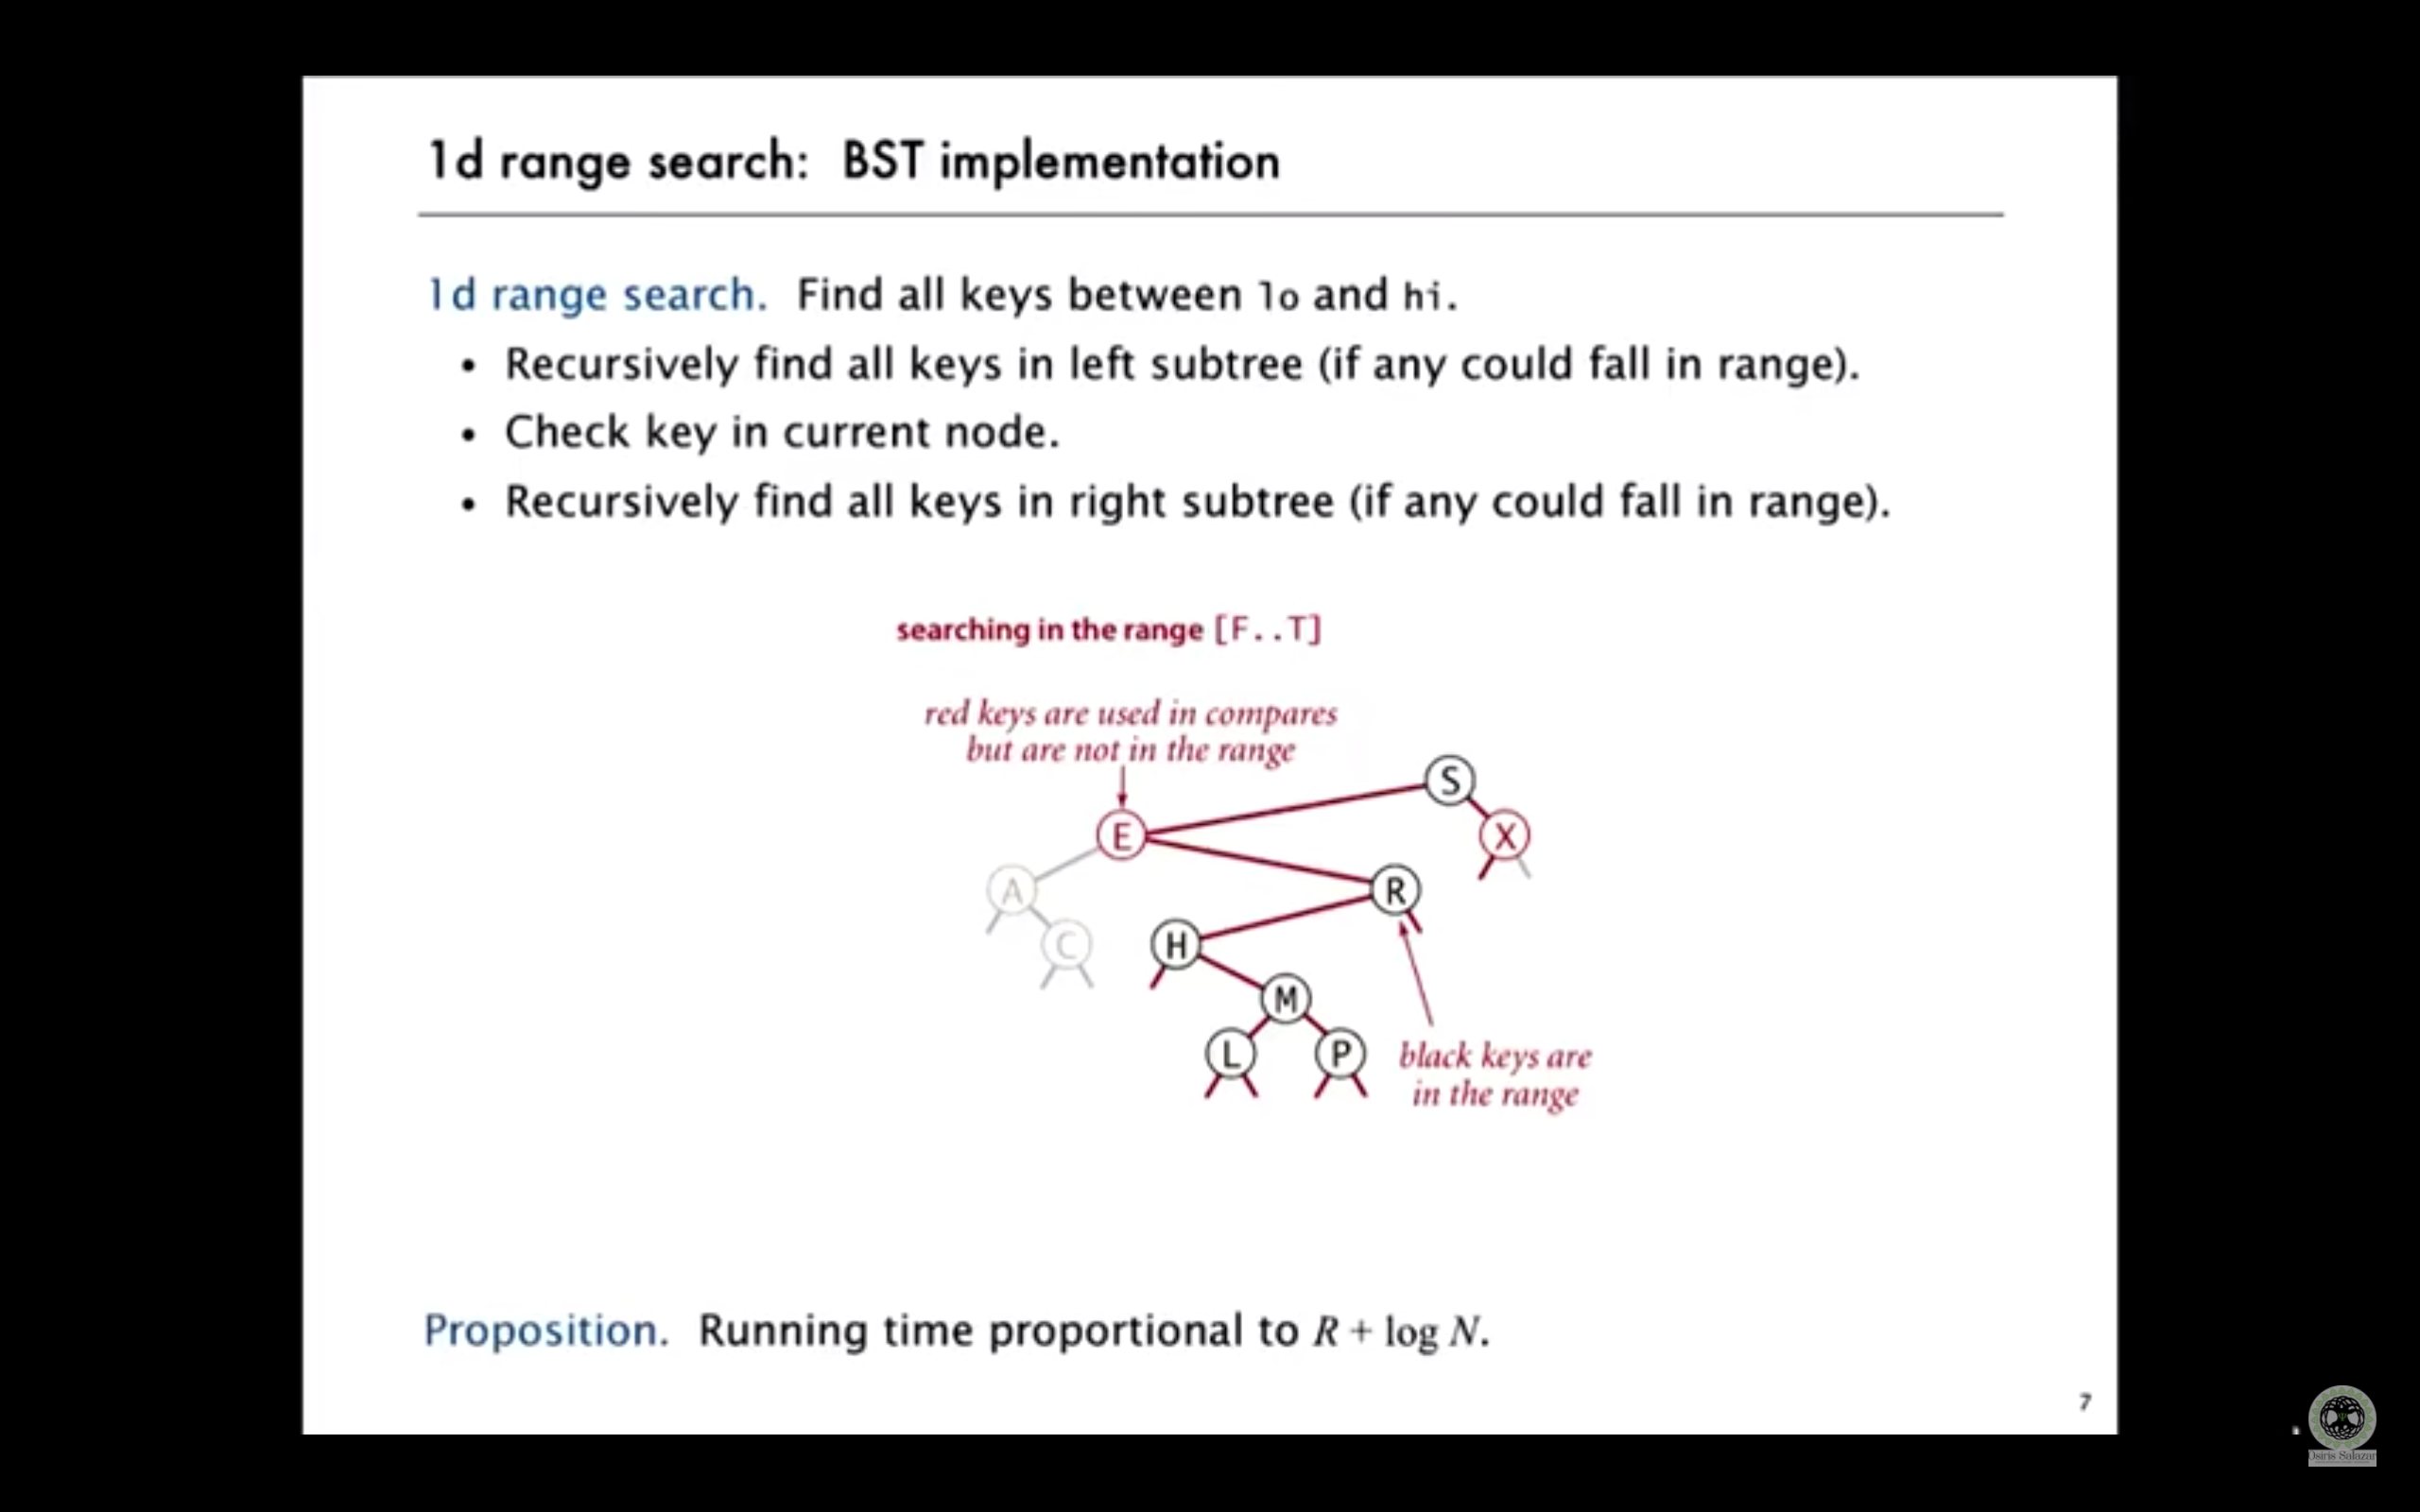 1d range search: BST implementation
1d range search. Find all keys between lo and hi.
• Recursively find all keys in left subtree (if any could fall in range).
• Check key in current node.
• Recursively find all keys in right subtree (if any could fall in range).
searching in the range [F..T]
red keys are used in compares
but are not in the range
S
E
X
A
R
C
H
M
L
P
black keys are
in the range
Proposition. Running time proportional to R + log N.
7
Osiris Salazar